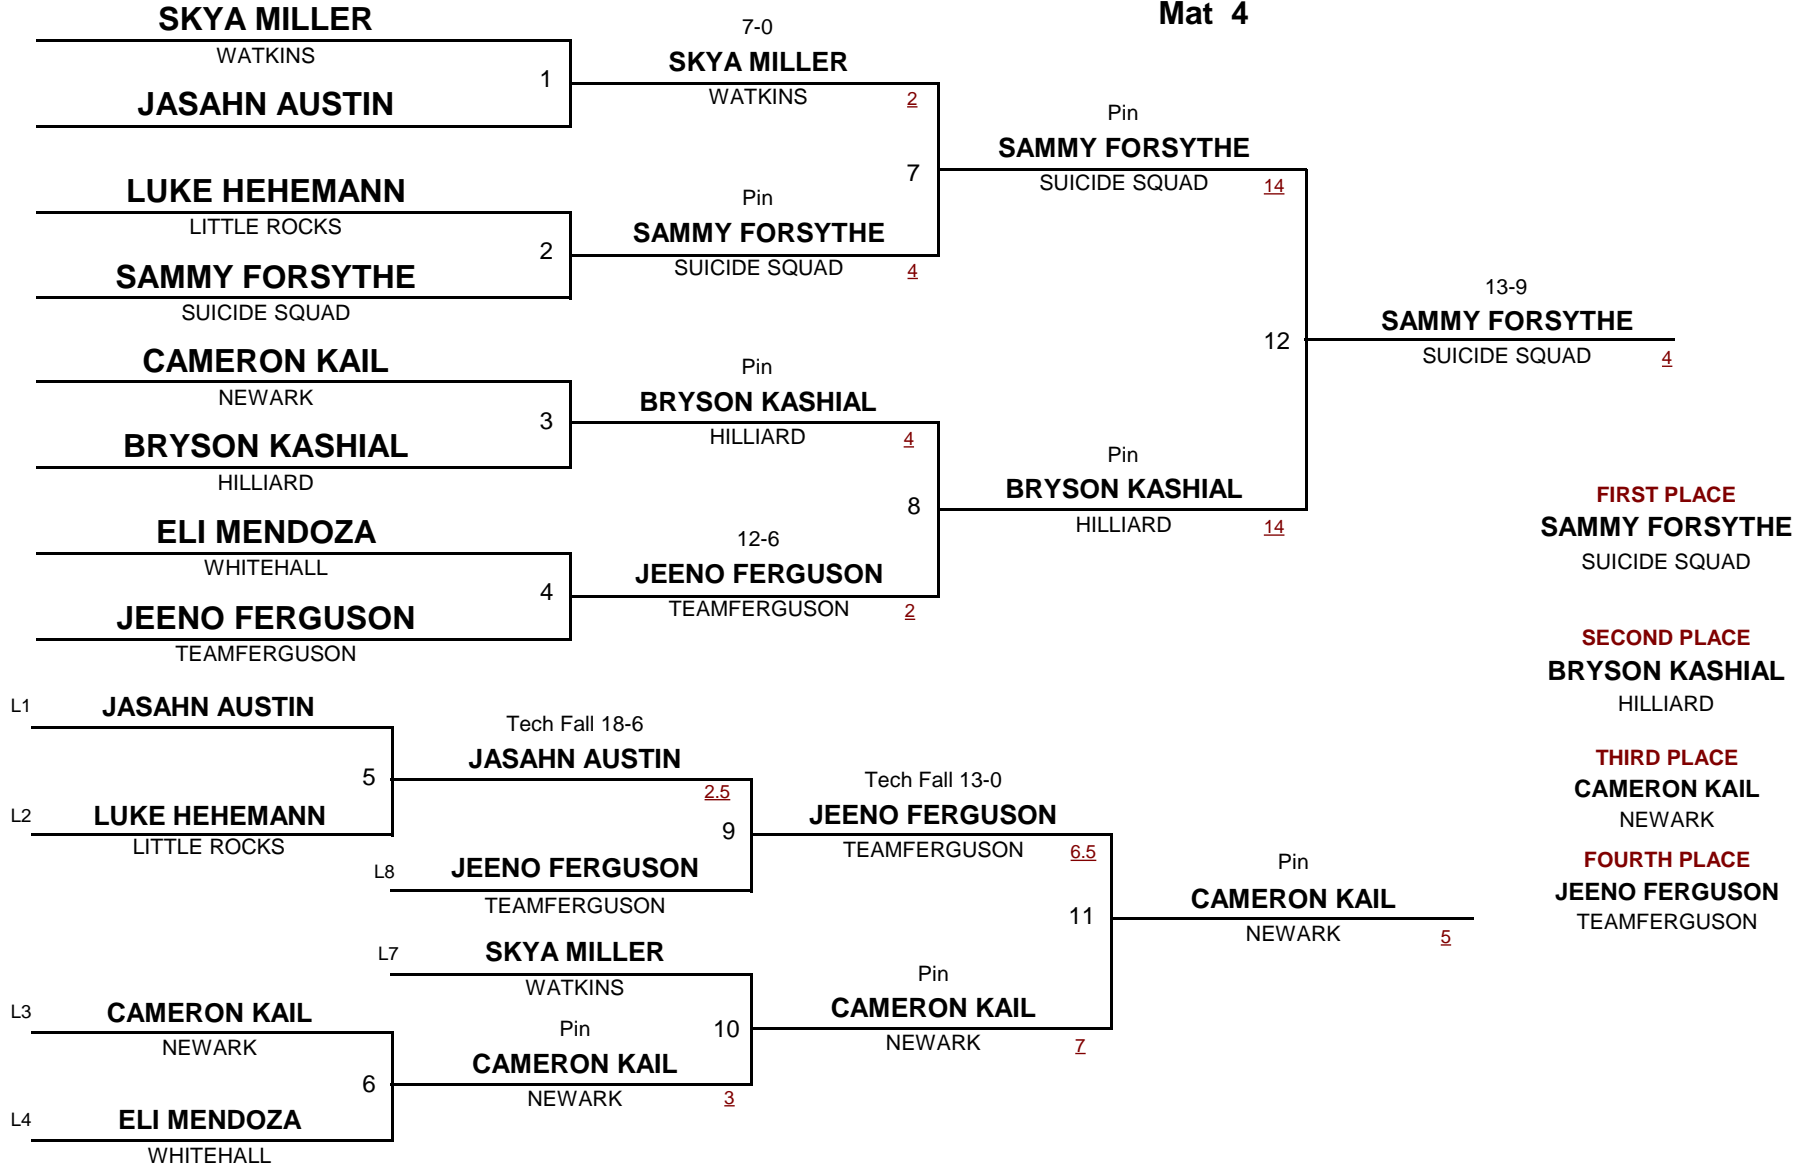 Mat 4
SKYA MILLER
WATKINS
1
JASAHN AUSTIN
LUKE HEHEMANN
LITTLE ROCKS
2
SAMMY FORSYTHE
SUICIDE SQUAD
CAMERON KAIL
NEWARK
3
BRYSON KASHIAL
HILLIARD
ELI MENDOZA
WHITEHALL
4
JEENO FERGUSON
TEAMFERGUSON
7-0
SKYA MILLER
WATKINS 2
7
Pin
SAMMY FORSYTHE
SUICIDE SQUAD 4
Pin
BRYSON KASHIAL
HILLIARD 4
8
12-6
JEENO FERGUSON
TEAMFERGUSON 2
Pin
SAMMY FORSYTHE
SUICIDE SQUAD 14
12
Pin
BRYSON KASHIAL
HILLIARD 14
13-9
SAMMY FORSYTHE
SUICIDE SQUAD 4
FIRST PLACE
SAMMY FORSYTHE
SUICIDE SQUAD
SECOND PLACE
BRYSON KASHIAL
HILLIARD
THIRD PLACE
CAMERON KAIL
NEWARK
FOURTH PLACE
JEENO FERGUSON
TEAMFERGUSON
L1 JASAHN AUSTIN
5
L2 LUKE HEHEMANN
LITTLE ROCKS
Tech Fall 18-6
JASAHN AUSTIN
2.5
9
L8 JEENO FERGUSON
TEAMFERGUSON
Tech Fall 13-0
JEENO FERGUSON
TEAMFERGUSON 6.5
11
L7 SKYA MILLER
WATKINS
10
L3 CAMERON KAIL
NEWARK
6
L4 ELI MENDOZA
WHITEHALL
Pin
CAMERON KAIL
NEWARK 3
Pin
CAMERON KAIL
NEWARK 7
Pin
CAMERON KAIL
NEWARK 5